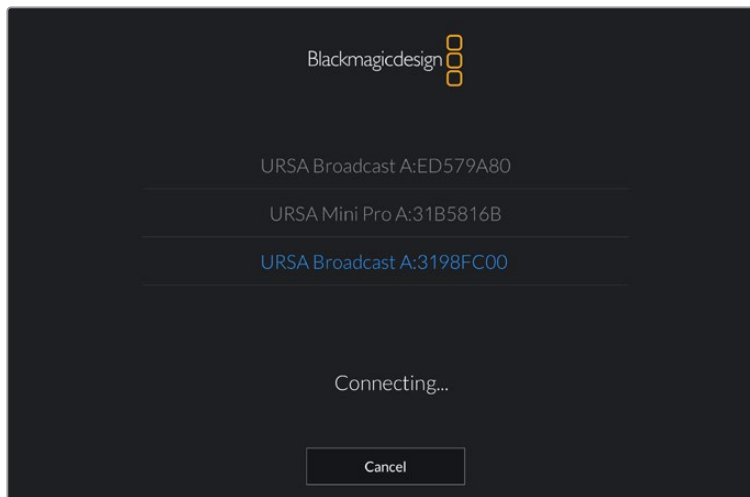 Blackmagicdesign
URSA Broadcast A:ED579A80
URSA Mini Pro A:31B5816B
URSA Broadcast A:3198FC00
Connecting...
Cancel